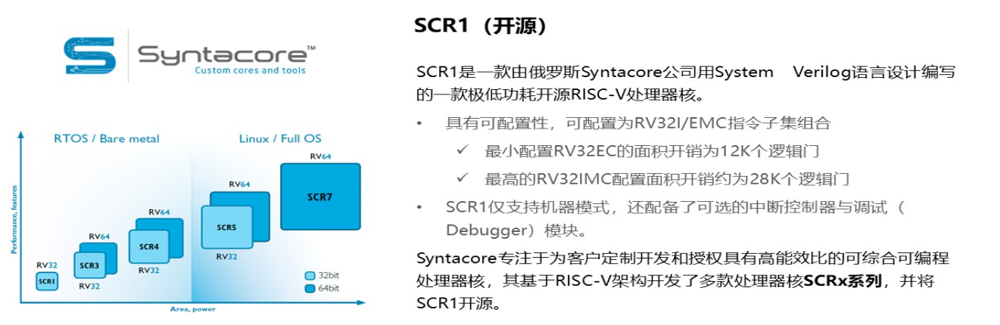 Syntacore™
Custom cores and tools
RTOS / Bare metal
Linux / Full OS
Performance, features
RV32
SCR1
RV64
SCR3
RV32
RV64
SCR4
RV32
RV64
SCR5
RV32
RV64
SCR7
32bit
64bit
Area, power
SCR1（开源）
SCR1是一款由俄罗斯Syntacore公司用System Verilog语言设计编写
的一款极低功耗开源RISC-V处理器核。
• 具有可配置性，可配置为RV32I/EMC指令子集组合
✓ 最小配置RV32EC的面积开销为12K个逻辑门
✓ 最高的RV32IMC配置面积开销约为28K个逻辑门
• SCR1仅支持机器模式，还配备了可选的中断控制器与调试（
Debugger）模块。
Syntacore专注于为客户定制开发和授权具有高能效比的可综合可编程
处理器核，其基于RISC-V架构开发了多款处理器核SCRx系列，并将
SCR1开源。